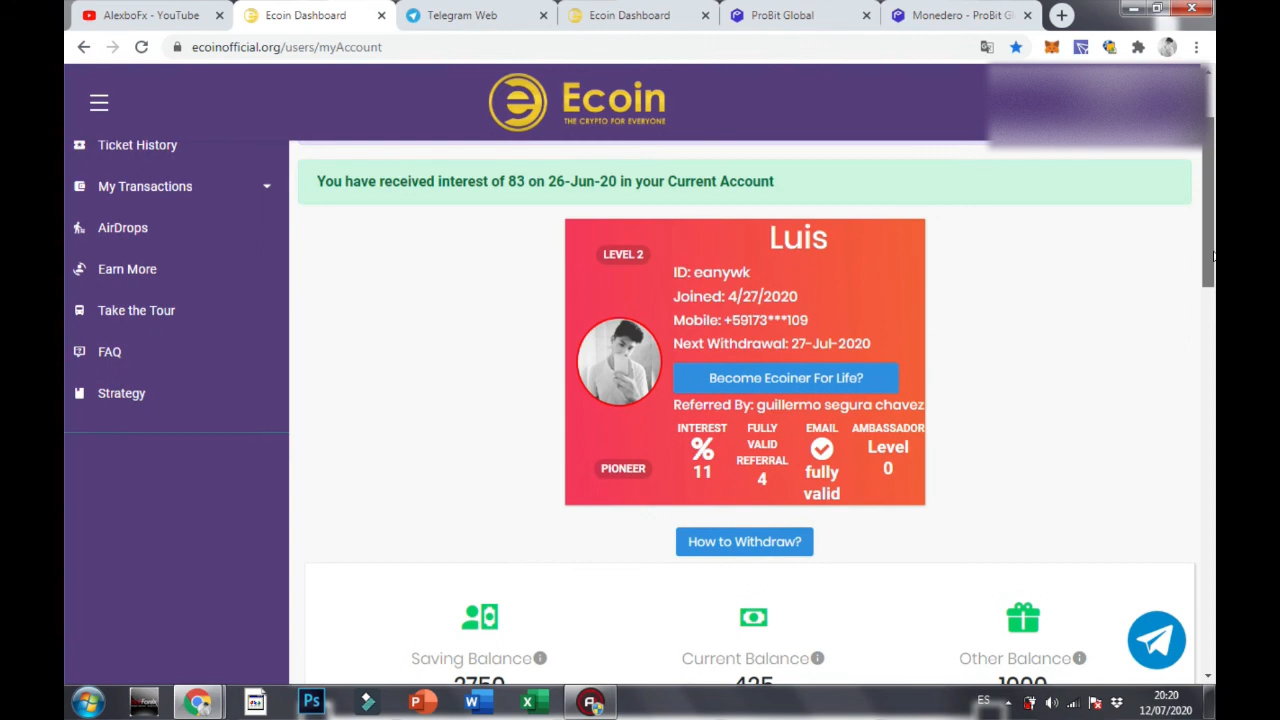 AlexboFx - YouTube
Ecoin Dashboard
Telegram Web
Ecoin Dashboard
ProBit Global
Monedero - ProBit Gl
ecoinofficial.org/users/myAccount
Ecoin
THE CRYPTO FOR EVERYONE
Ticket History
My Transactions
AirDrops
Earn More
Take the Tour
FAQ
Strategy
You have received interest of 83 on 26-Jun-20 in your Current Account
LEVEL 2
Luis
ID: eanywk
Joined: 4/27/2020
Mobile: +59173***109
Next Withdrawal: 27-Jul-2020
Become Ecoiner For Life?
Referred By: guillermo segura chavez
INTEREST
%
11
FULLY
VALID
REFERRAL
4
EMAIL
fully
valid
AMBASSADOR
Level
0
PIONEER
How to Withdraw?
Saving Balance
2750
Current Balance
425
Other Balance
1000
Ps
ES
20:20
12/07/2020